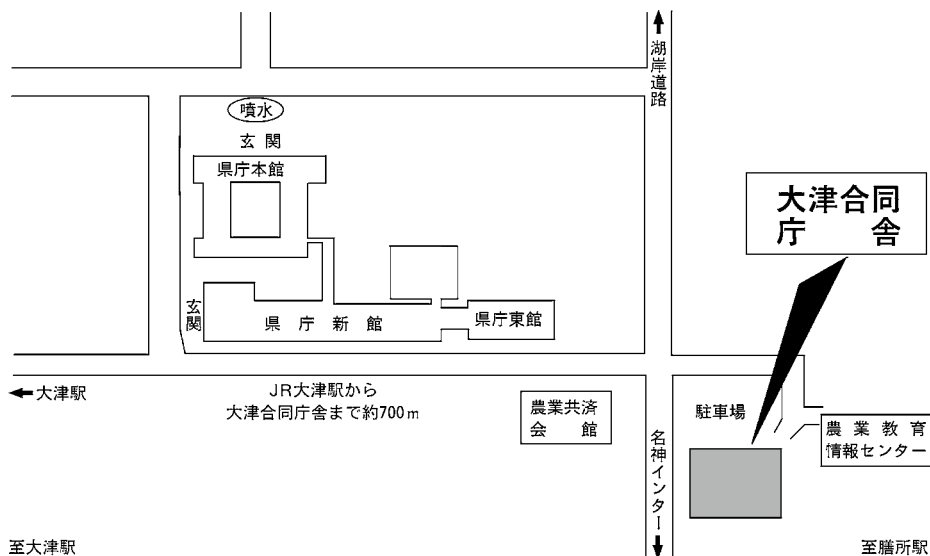 湖岸道路
噴水
玄関
県庁本館
大津合同
庁舎
玄関
県庁新館
県庁東館
大津駅
JR大津駅から
大津合同庁舎まで約700m
農業共済
会館
駐車場
農業教育
情報センター
名神インター
至大津駅
至膳所駅